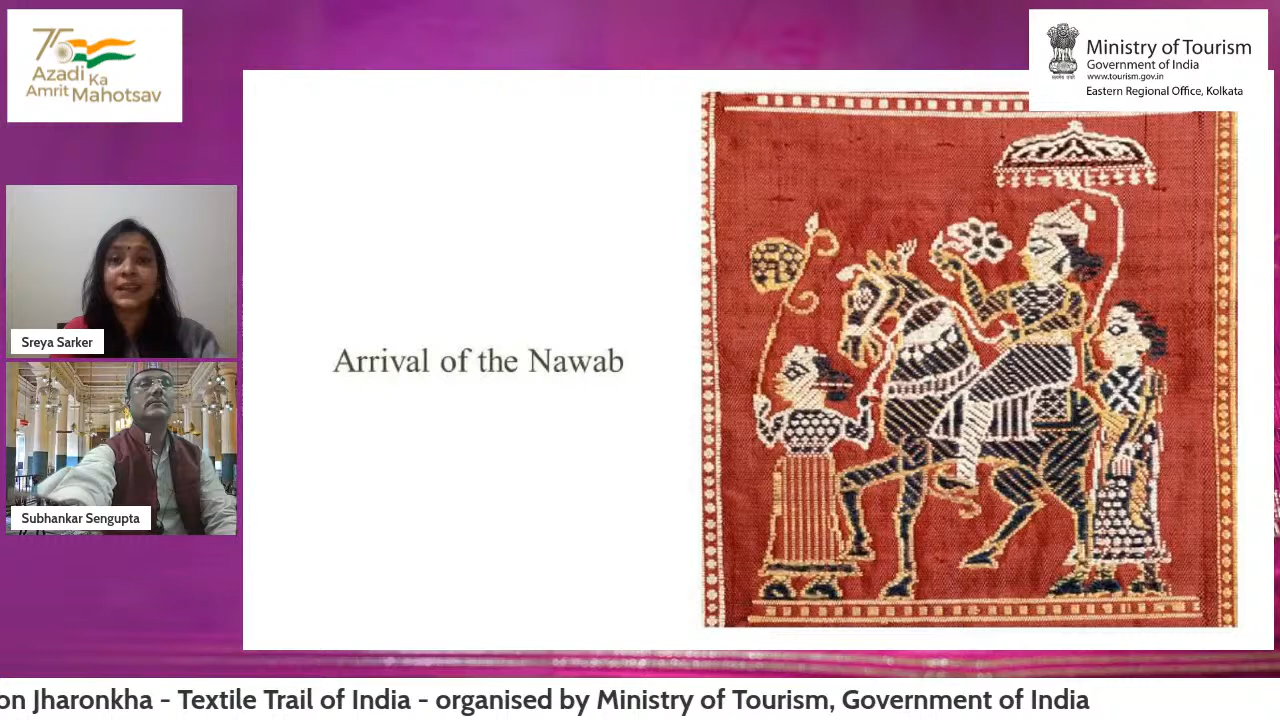 75
Azadi Ka
Amrit Mahotsav
Ministry of Tourism
Government of India
www.tourism.gov.in
Eastern Regional Office, Kolkata
Sreya Sarker
Arrival of the Nawab
Subhankar Sengupta
on Jharonkha - Textile Trail of India - organised by Ministry of Tourism, Government of India